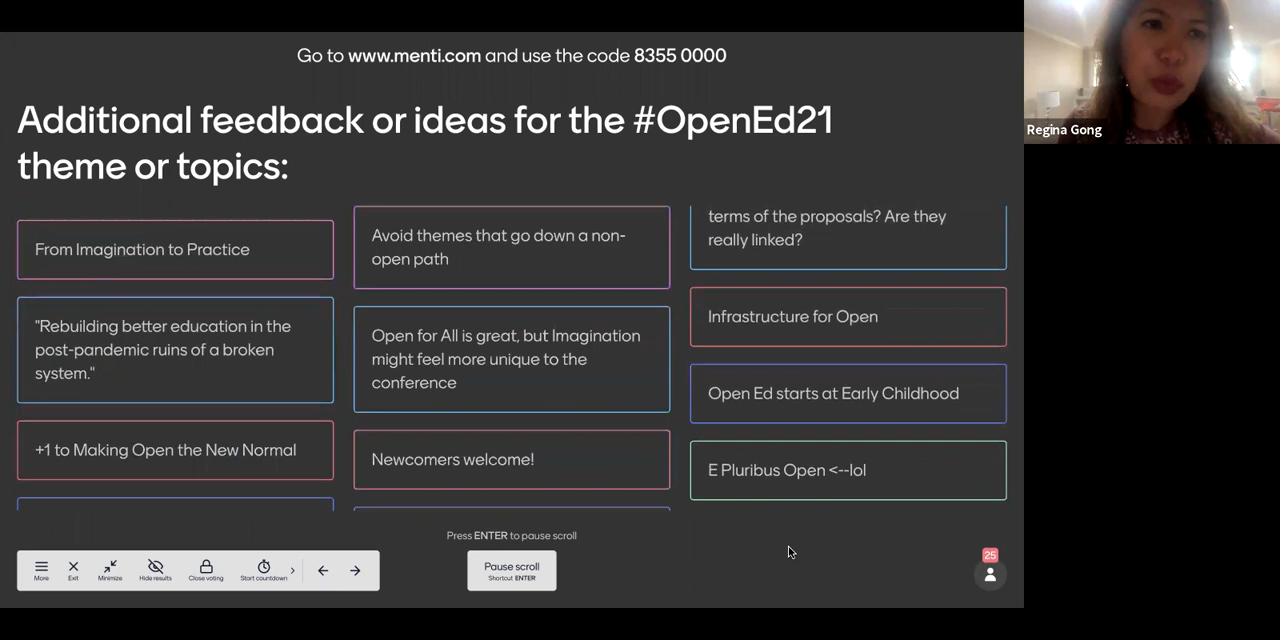 Go to www.menti.com and use the code 8355 0000
Additional feedback or ideas for the #OpenEd21
theme or topics:
From Imagination to Practice
"Rebuilding better education in the
post-pandemic ruins of a broken
system."
+1 to Making Open the New Normal
Avoid themes that go down a non-
open path
Open for All is great, but Imagination
might feel more unique to the
conference
Newcomers welcome!
terms of the proposals? Are they
really linked?
Infrastructure for Open
Open Ed starts at Early Childhood
E Pluribus Open <--lol
Press ENTER to pause scroll
More Exit Minimize Hide results Close voting Start countdown
Pause scroll
Shortcut ENTER
25
Regina Gong